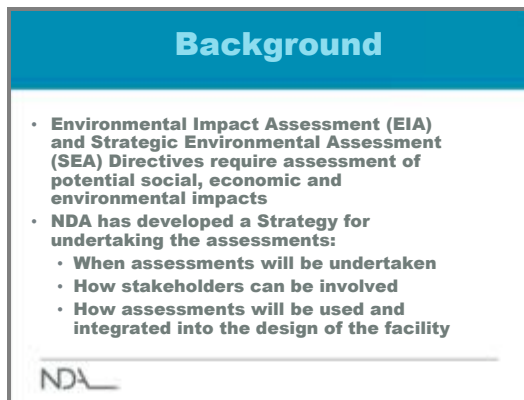 Background
• Environmental Impact Assessment (EIA)
and Strategic Environmental Assessment
(SEA) Directives require assessment of
potential social, economic and
environmental impacts
• NDA has developed a Strategy for
undertaking the assessments:
• When assessments will be undertaken
• How stakeholders can be involved
• How assessments will be used and
integrated into the design of the facility
NDA